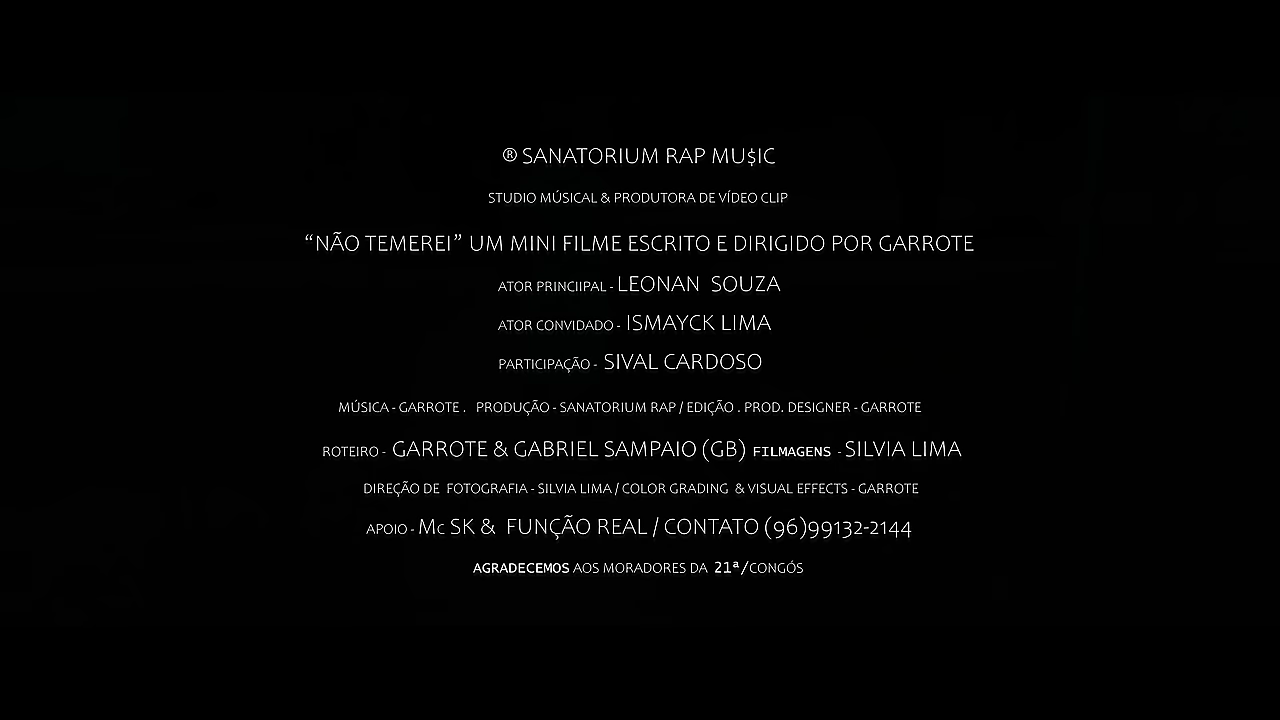 ® SANATORIUM RAP MU$IC
STUDIO MÚSICAL & PRODUTORA DE VÍDEO CLIP
“NÃO TEMEREI” UM MINI FILME ESCRITO E DIRIGIDO POR GARROTE
ATOR PRINCIIPAL - LEONAN SOUZA
ATOR CONVIDADO - ISMAYCK LIMA
PARTICIPAÇÃO - SIVAL CARDOSO
MÚSICA - GARROTE . PRODUÇÃO - SANATORIUM RAP / EDIÇÃO . PROD. DESIGNER - GARROTE
ROTEIRO - GARROTE & GABRIEL SAMPAIO (GB) FILMAGENS - SILVIA LIMA
DIREÇÃO DE FOTOGRAFIA - SILVIA LIMA / COLOR GRADING & VISUAL EFFECTS - GARROTE
APOIO - Mc SK & FUNÇÃO REAL / CONTATO (96)99132-2144
AGRADECEMOS AOS MORADORES DA 21ª/CONGÓS